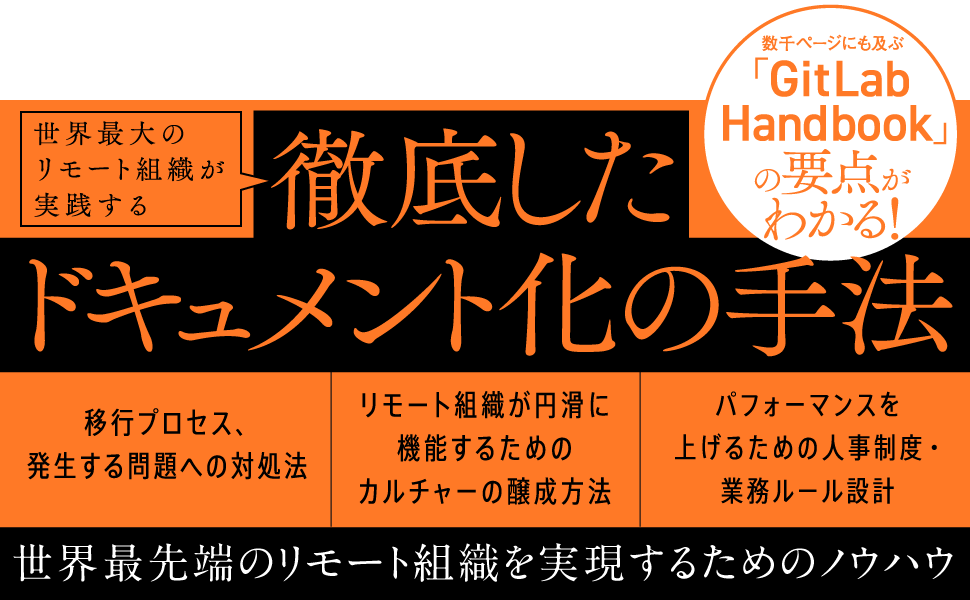 数千ページにも及ぶ
「GitLab
Handbook」
の要点が
わかる!
世界最大の
リモート組織が
実践する
徹底した
ドキュメント化の手法
移行プロセス、
発生する問題への対処法
リモート組織が円滑に
機能するための
カルチャーの醸成方法
パフォーマンスを
上げるための人事制度・
業務ルール設計
世界最先端のリモート組織を実現するためのノウハウ